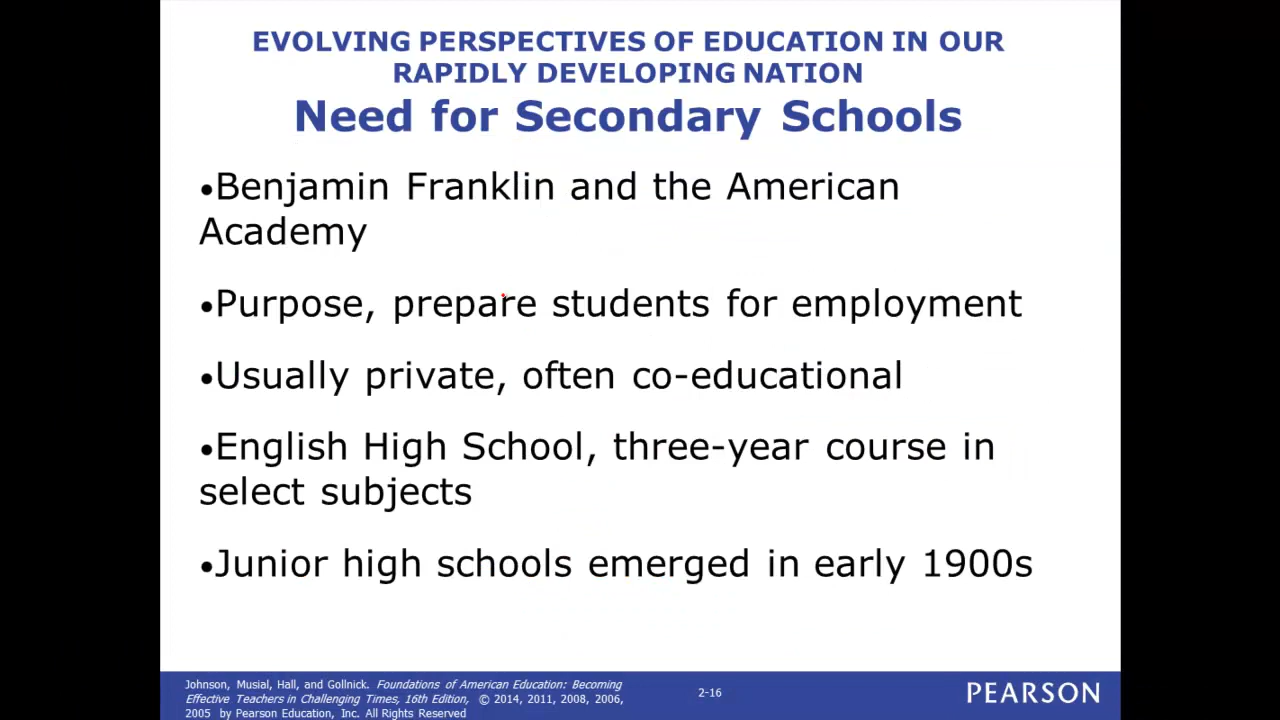 EVOLVING PERSPECTIVES OF EDUCATION IN OUR
RAPIDLY DEVELOPING NATION
Need for Secondary Schools
•Benjamin Franklin and the American
Academy
•Purpose, prepare students for employment
•Usually private, often co-educational
•English High School, three-year course in
select subjects
•Junior high schools emerged in early 1900s
Johnson, Musial, Hall, and Gollnick. Foundations of American Education: Becoming
Effective Teachers in Challenging Times, 16th Edition, © 2014, 2011, 2008, 2006,
2005 by Pearson Education, Inc. All Rights Reserved
2-16
PEARSON